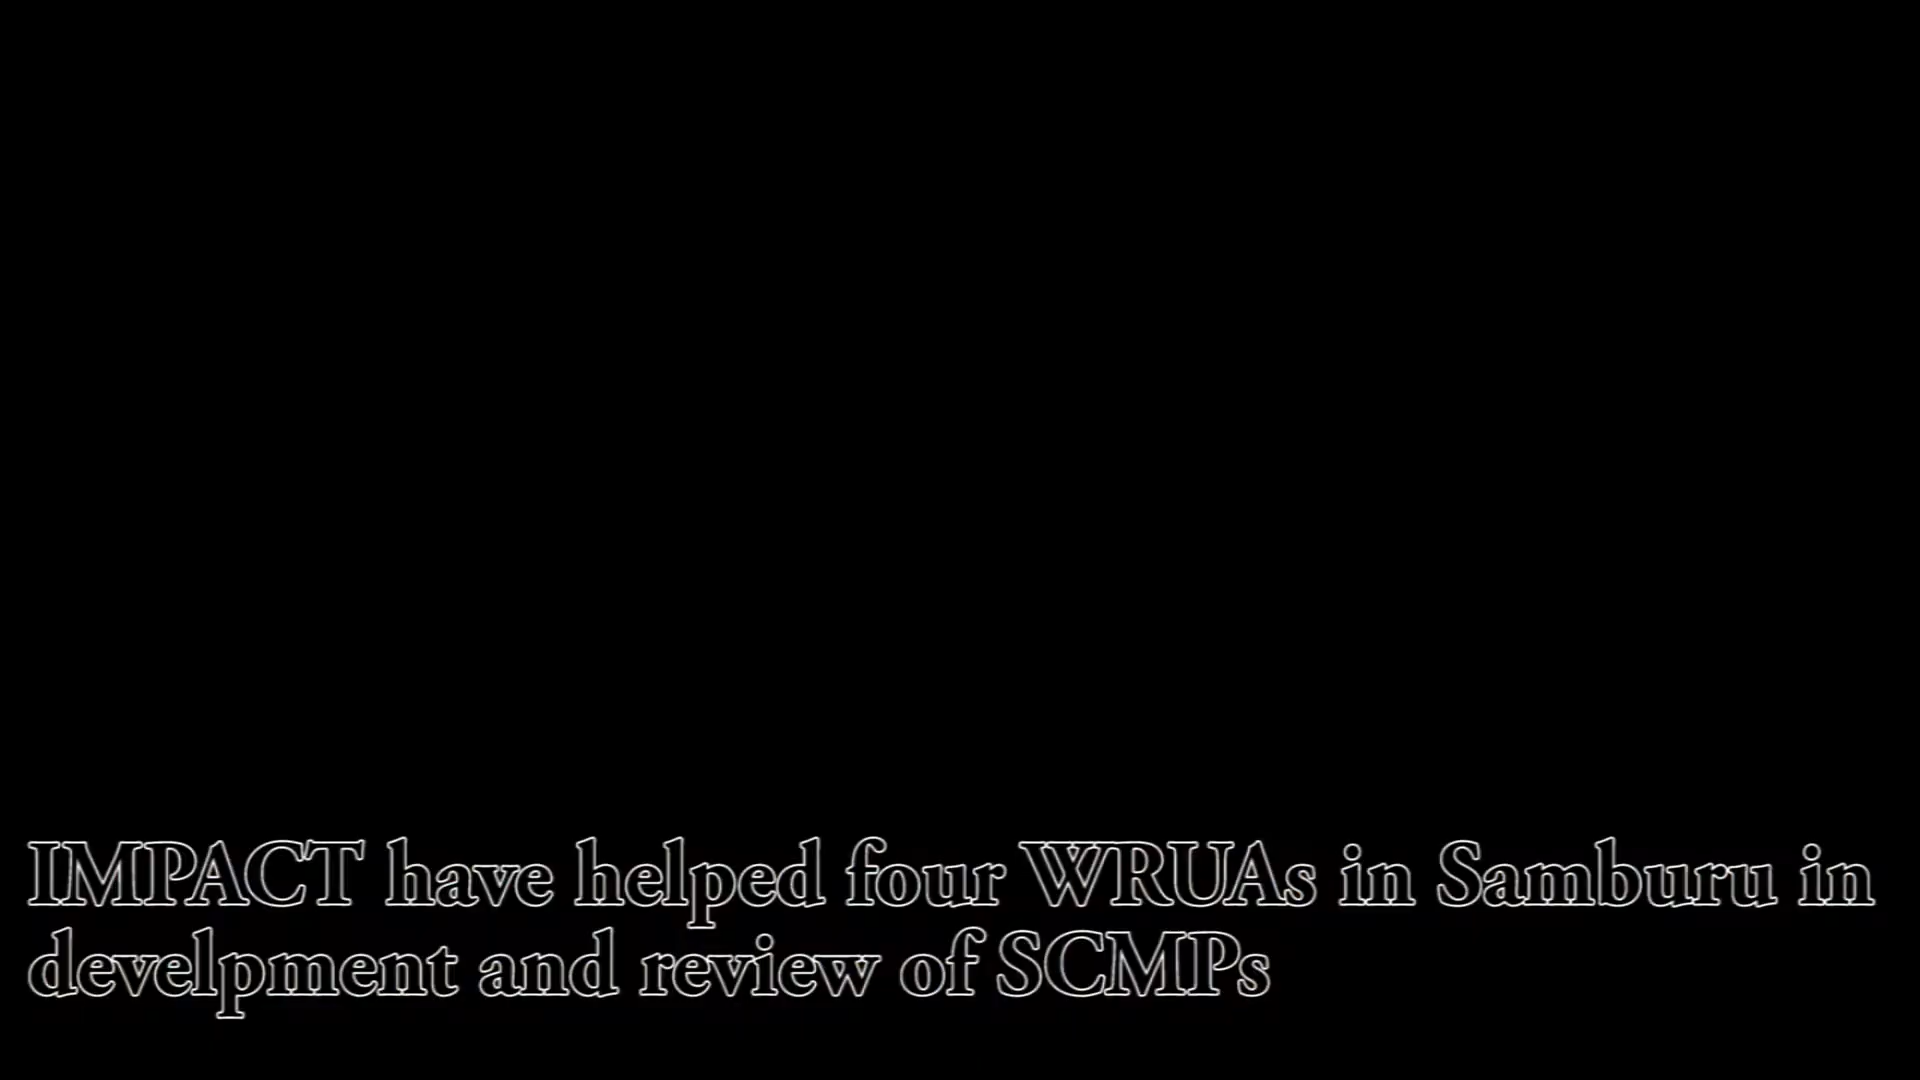 IMPACT have helped four WRUAs in Samburu in
develpment and review of SCMPs